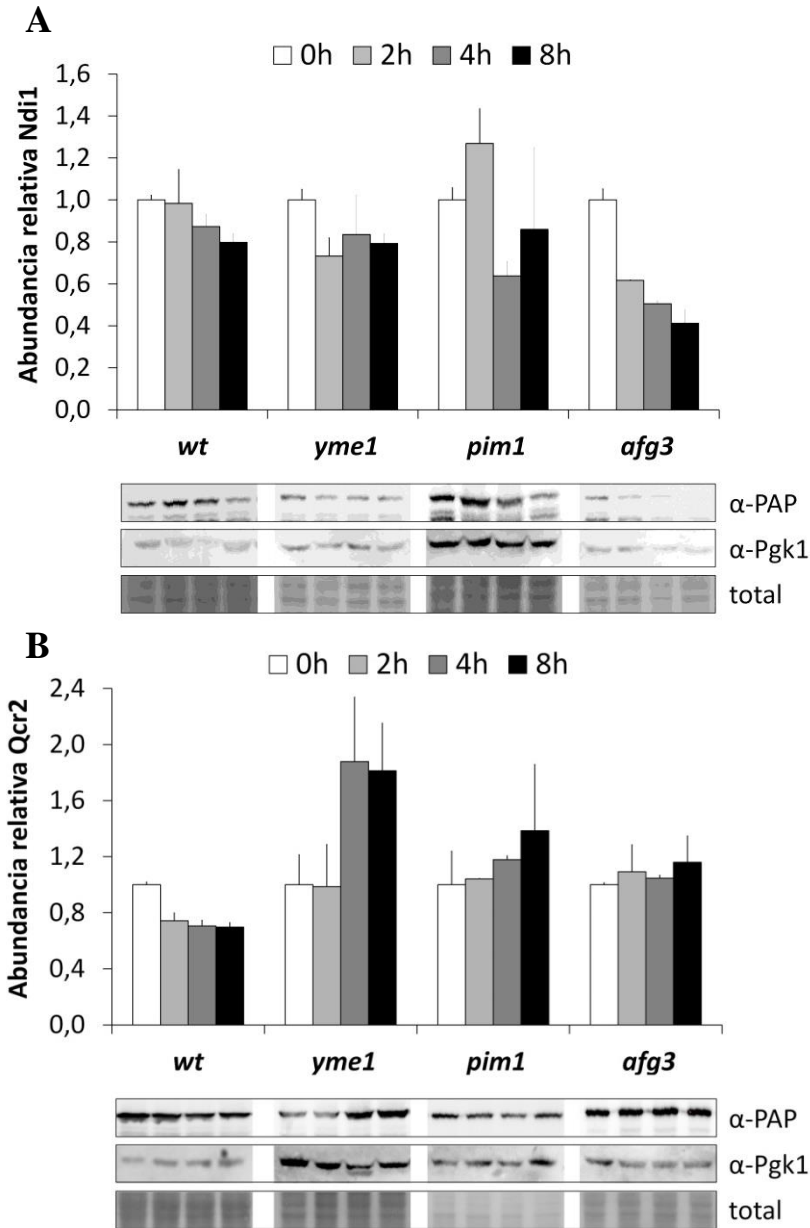 A
0h 2h 4h 8h
Abundancia relativa Ndi1
1,6
1,4
1,2
1,0
0,8
0,6
0,4
0,2
0,0
wt yme1 pim1 afg3
α-PAP
α-Pgk1
total
B
0h 2h 4h 8h
Abundancia relativa Qcr2
2,4
2,0
1,6
1,2
0,8
0,4
0,0
wt yme1 pim1 afg3
α-PAP
α-Pgk1
total